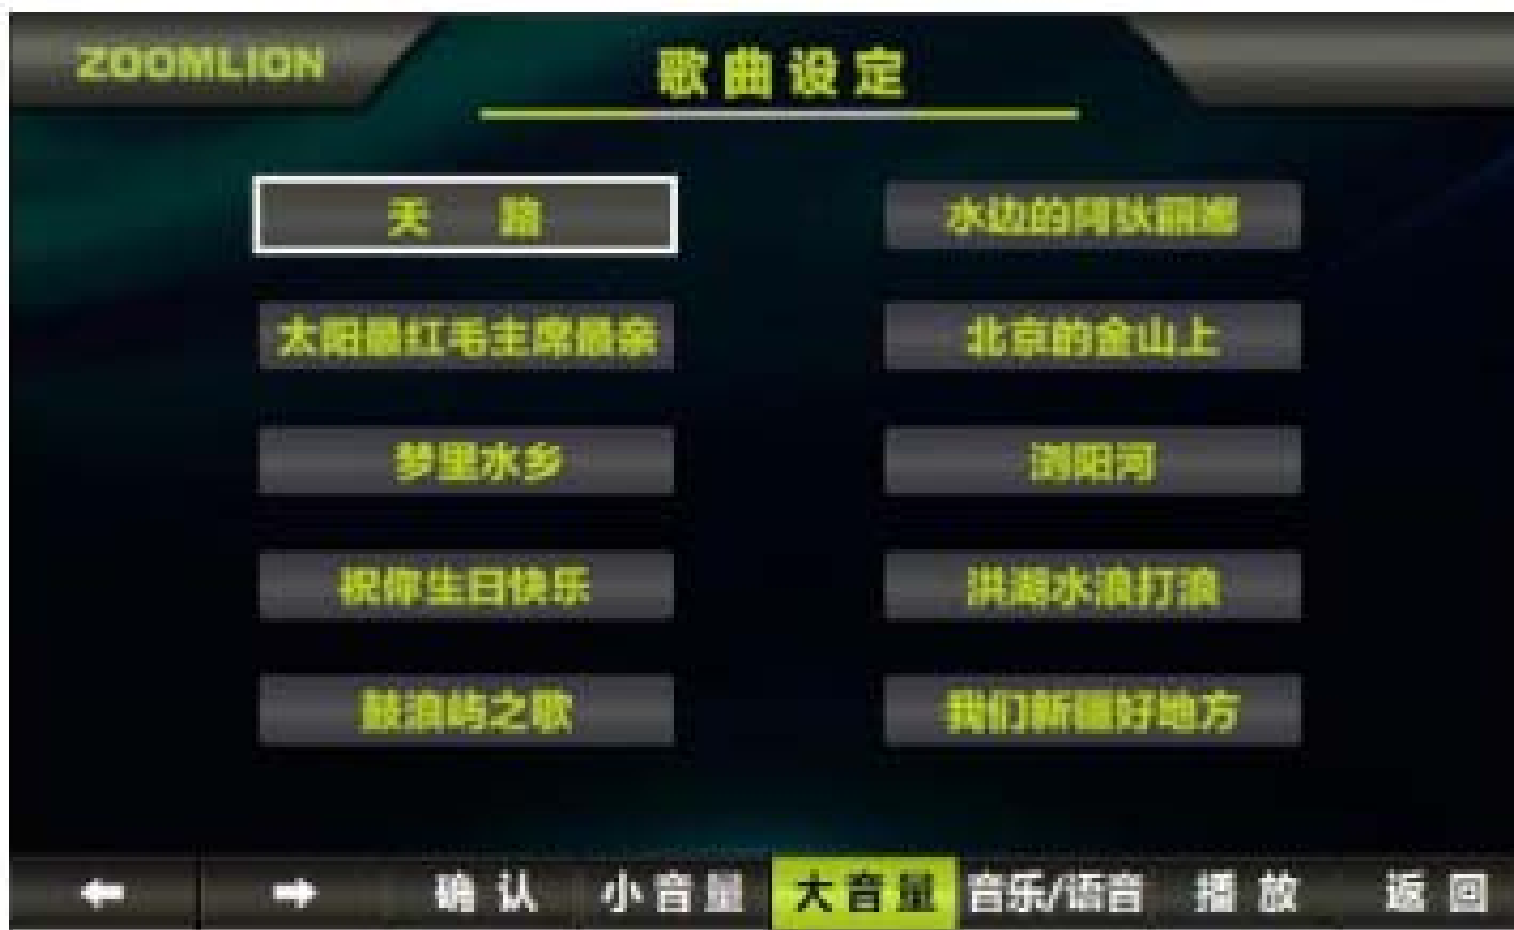 ZOOMLION
歌曲设定
天 路
水边的阿狄丽娜
太阳最红毛主席最亲
北京的金山上
梦里水乡
浏阳河
祝你生日快乐
洪湖水浪打浪
鼓浪屿之歌
我们新疆好地方
确认 小音量 大音量 音乐/语音 播放 返回